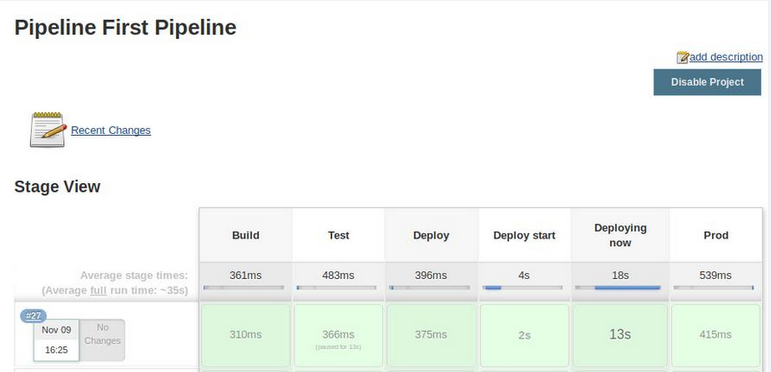 Pipeline First Pipeline
add description
Disable Project
Recent Changes
Stage View
Build Test Deploy Deploy start Deploying now Prod
Average stage times: 361ms 483ms 396ms 4s 18s 539ms
(Average full run time: ~35s)
#27
Nov 09
16:25
No
Changes
310ms 366ms 375ms 2s 13s 415ms
(paused for 13s)